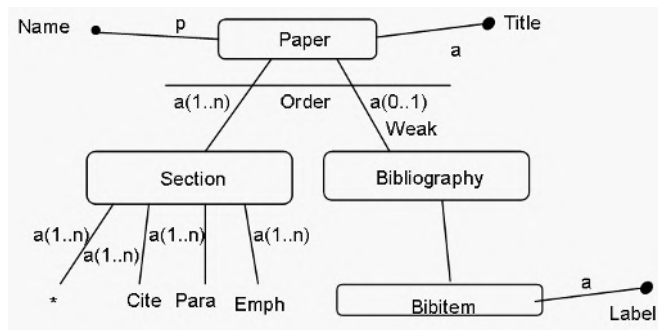 Name
p
Paper
Title
a
a(1..n)
Order
a(0..1)
Weak
Section
Bibliography
a(1..n)
a(1..n)
a(1..n)
a(1..n)
*
Cite
Para
Emph
Bibitem
a
Label